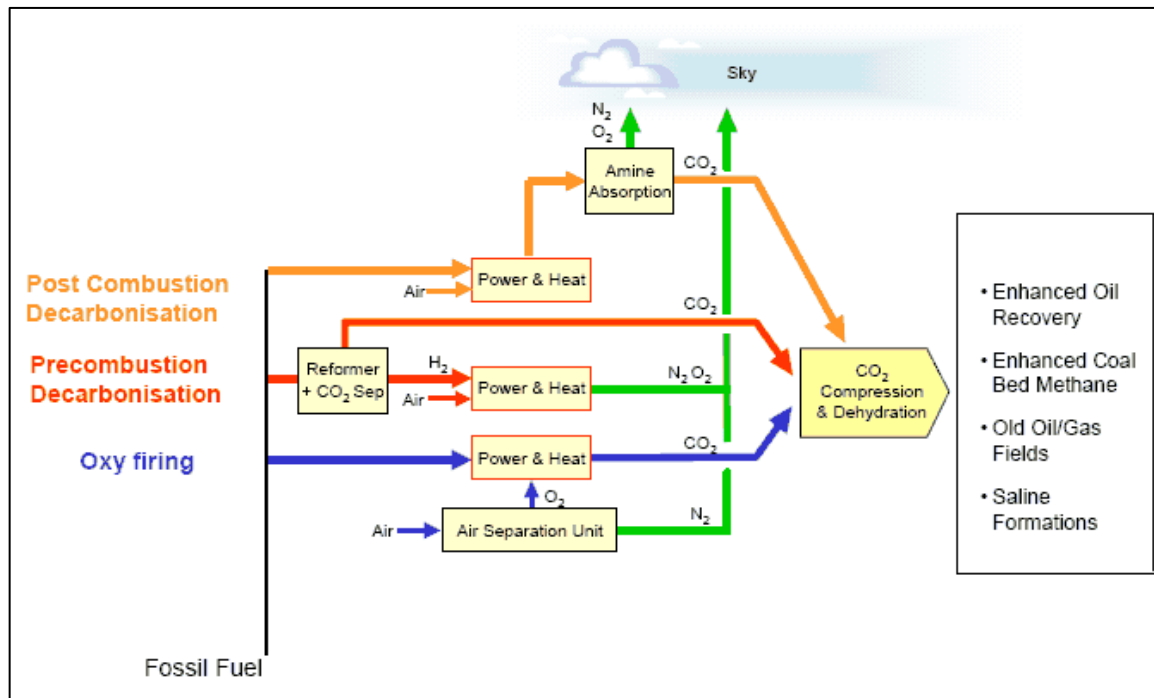 Sky
N2
O2
CO2
Amine
Absorption
Post Combustion
Decarbonisation
Power & Heat
Air
CO2
Precombustion
Decarbonisation
Reformer
+ CO2 Sep
H2
Air
Power & Heat
N2 O2
CO2
Compression
& Dehydration
Oxy firing
Power & Heat
CO2
O2
Air
Air Separation Unit
N2
• Enhanced Oil
Recovery
• Enhanced Coal
Bed Methane
• Old Oil/Gas
Fields
• Saline
Formations
Fossil Fuel